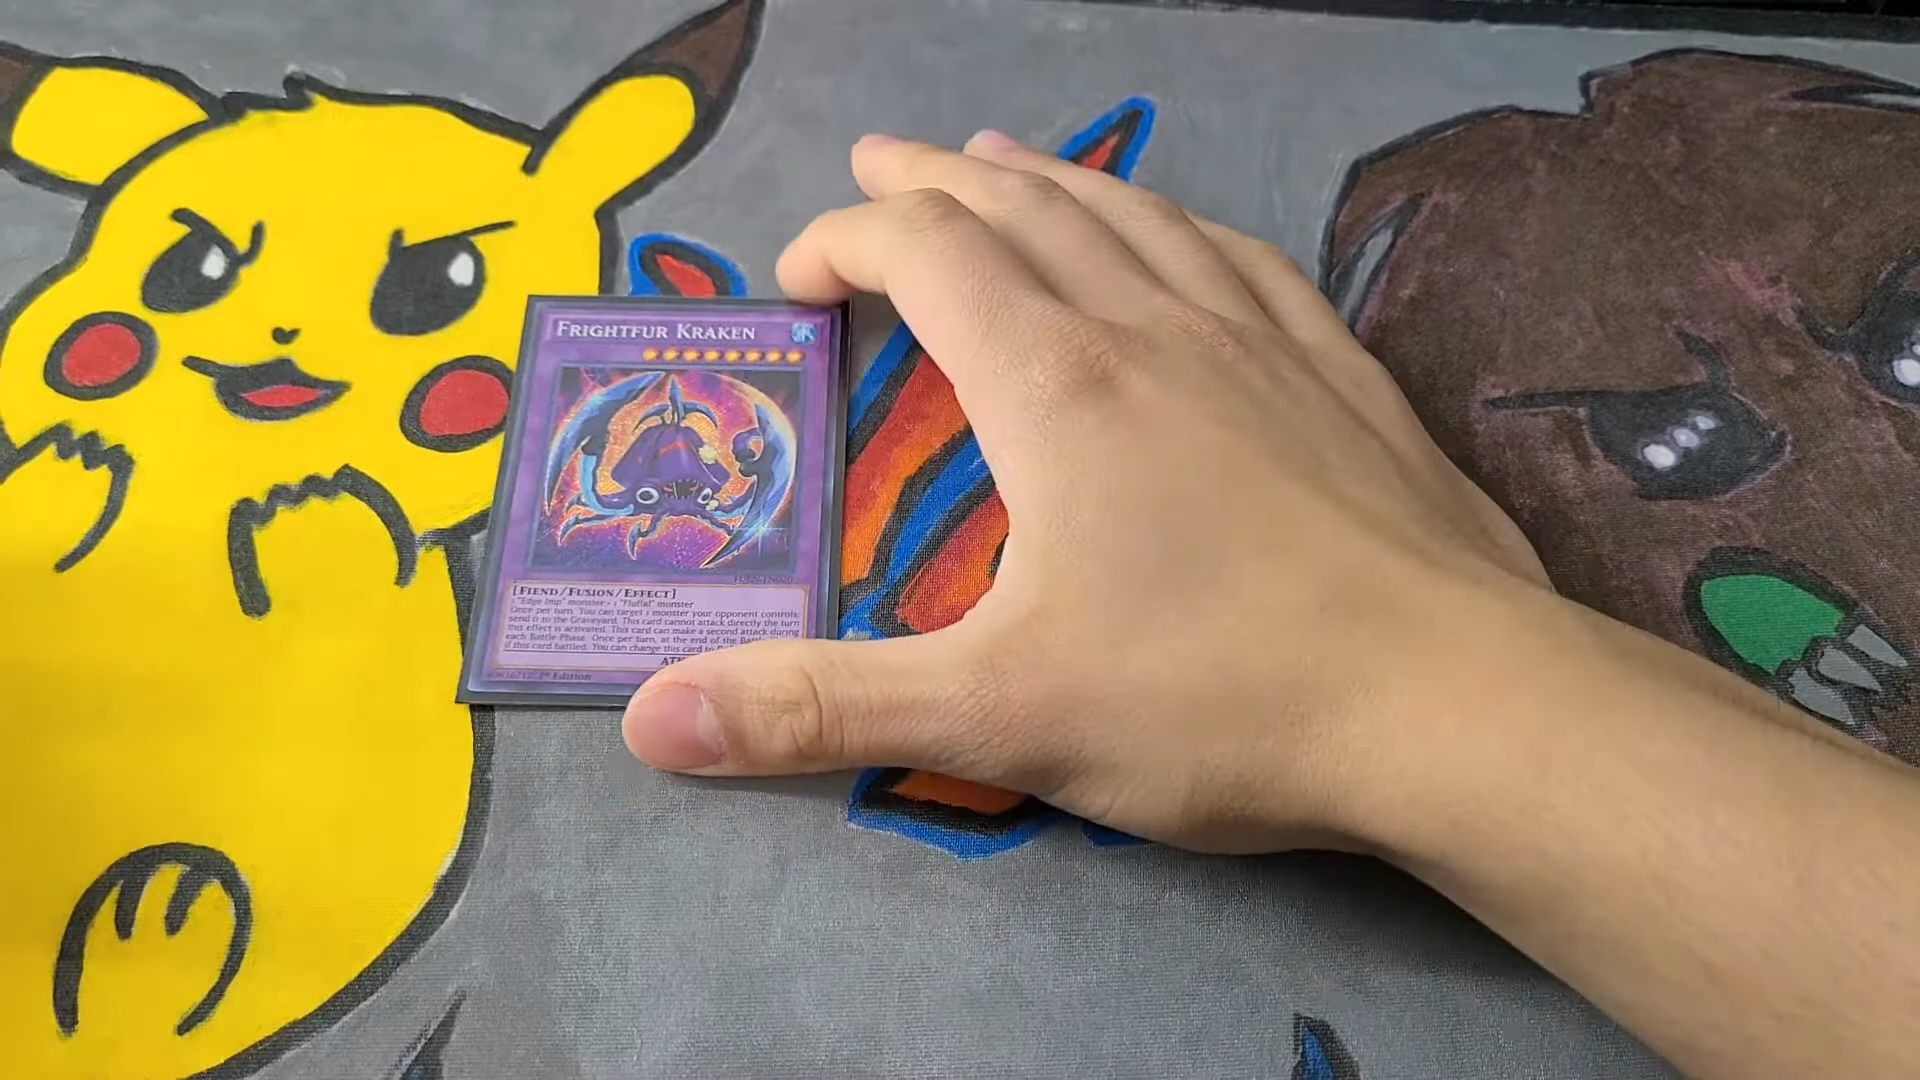 FRIGHTFUR KRAKEN
FUEN-EN020
[FIEND/FUSION/EFFECT]
1 "Edge Imp" monster + 1 "Fluffal" monster
Once per turn: You can target 1 monster your opponent controls;
send it to the Graveyard. This card cannot attack directly the turn
this effect is activated. This card can make a second attack during
each Battle Phase. Once per turn, at the end of the Battle
if this card battled: You can change this card to
ATK
1st Edition